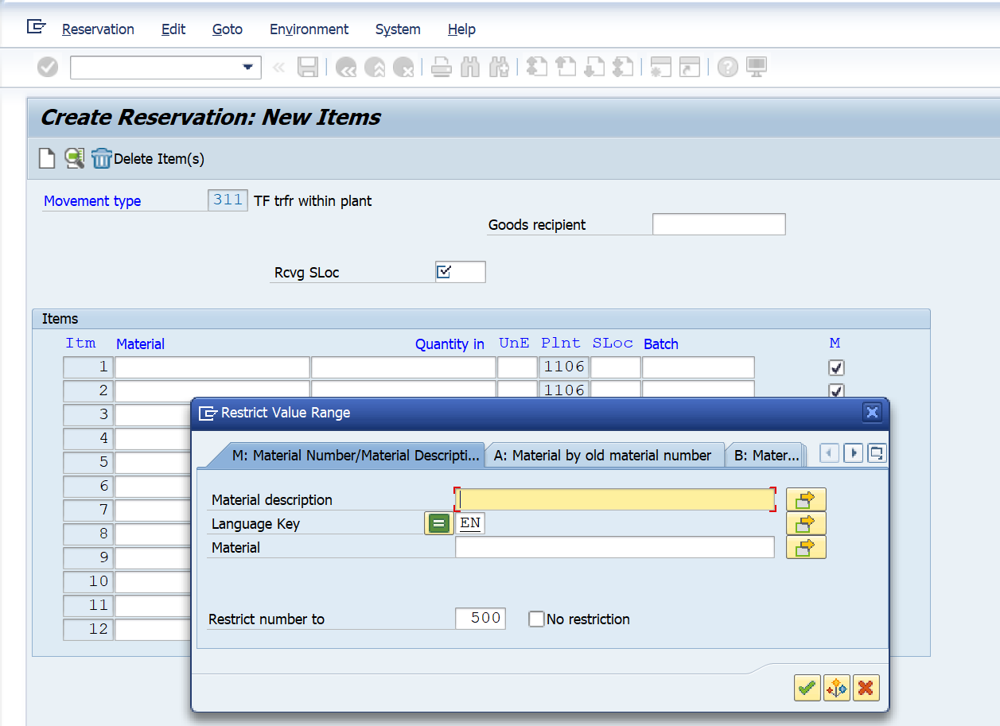 Reservation Edit Goto Environment System Help
Create Reservation: New Items
Delete Item(s)
Movement type 311 TF trfr within plant
Goods recipient
Rcvg SLoc
Items
Itm Material Quantity in UnE Plnt SLoc Batch M
1 1106
2 1106
3
4
5
6
7
8
9
10
11
12
Restrict Value Range
M: Material Number/Material Descripti... A: Material by old material number B: Mater...
Material description
Language Key EN
Material
Restrict number to 500 No restriction